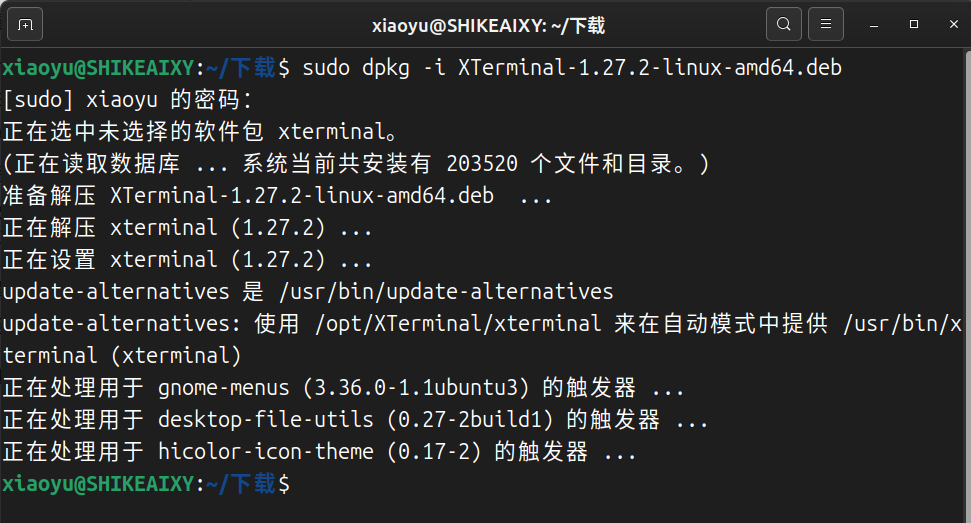 xiaoyu@SHIKEAIXY: ~/下载
xiaoyu@SHIKEAIXY:~/下载$ sudo dpkg -i XTerminal-1.27.2-linux-amd64.deb
[sudo] xiaoyu 的密码:
正在选中未选择的软件包 xterminal。
(正在读取数据库 ... 系统当前共安装有 203520 个文件和目录。)
准备解压 XTerminal-1.27.2-linux-amd64.deb  ...
正在解压 xterminal (1.27.2) ...
正在设置 xterminal (1.27.2) ...
update-alternatives 是 /usr/bin/update-alternatives
update-alternatives: 使用 /opt/XTerminal/xterminal 来在自动模式中提供 /usr/bin/x
terminal (xterminal)
正在处理用于 gnome-menus (3.36.0-1.1ubuntu3) 的触发器 ...
正在处理用于 desktop-file-utils (0.27-2build1) 的触发器 ...
正在处理用于 hicolor-icon-theme (0.17-2) 的触发器 ...
xiaoyu@SHIKEAIXY:~/下载$